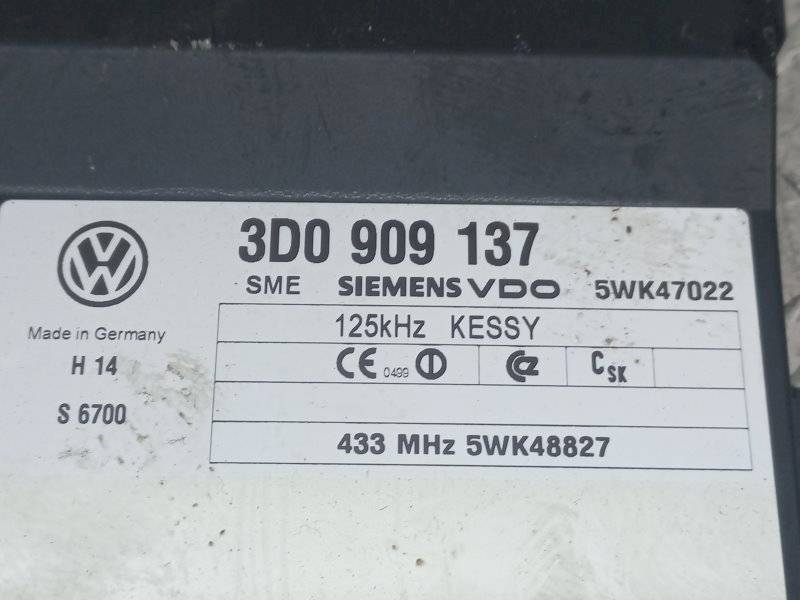 3D0 909 137
SME SIEMENS VDO 5WK47022
Made in Germany
H 14
S 6700
125kHz KESSY
CE 0499
CSK
433 MHz 5WK48827